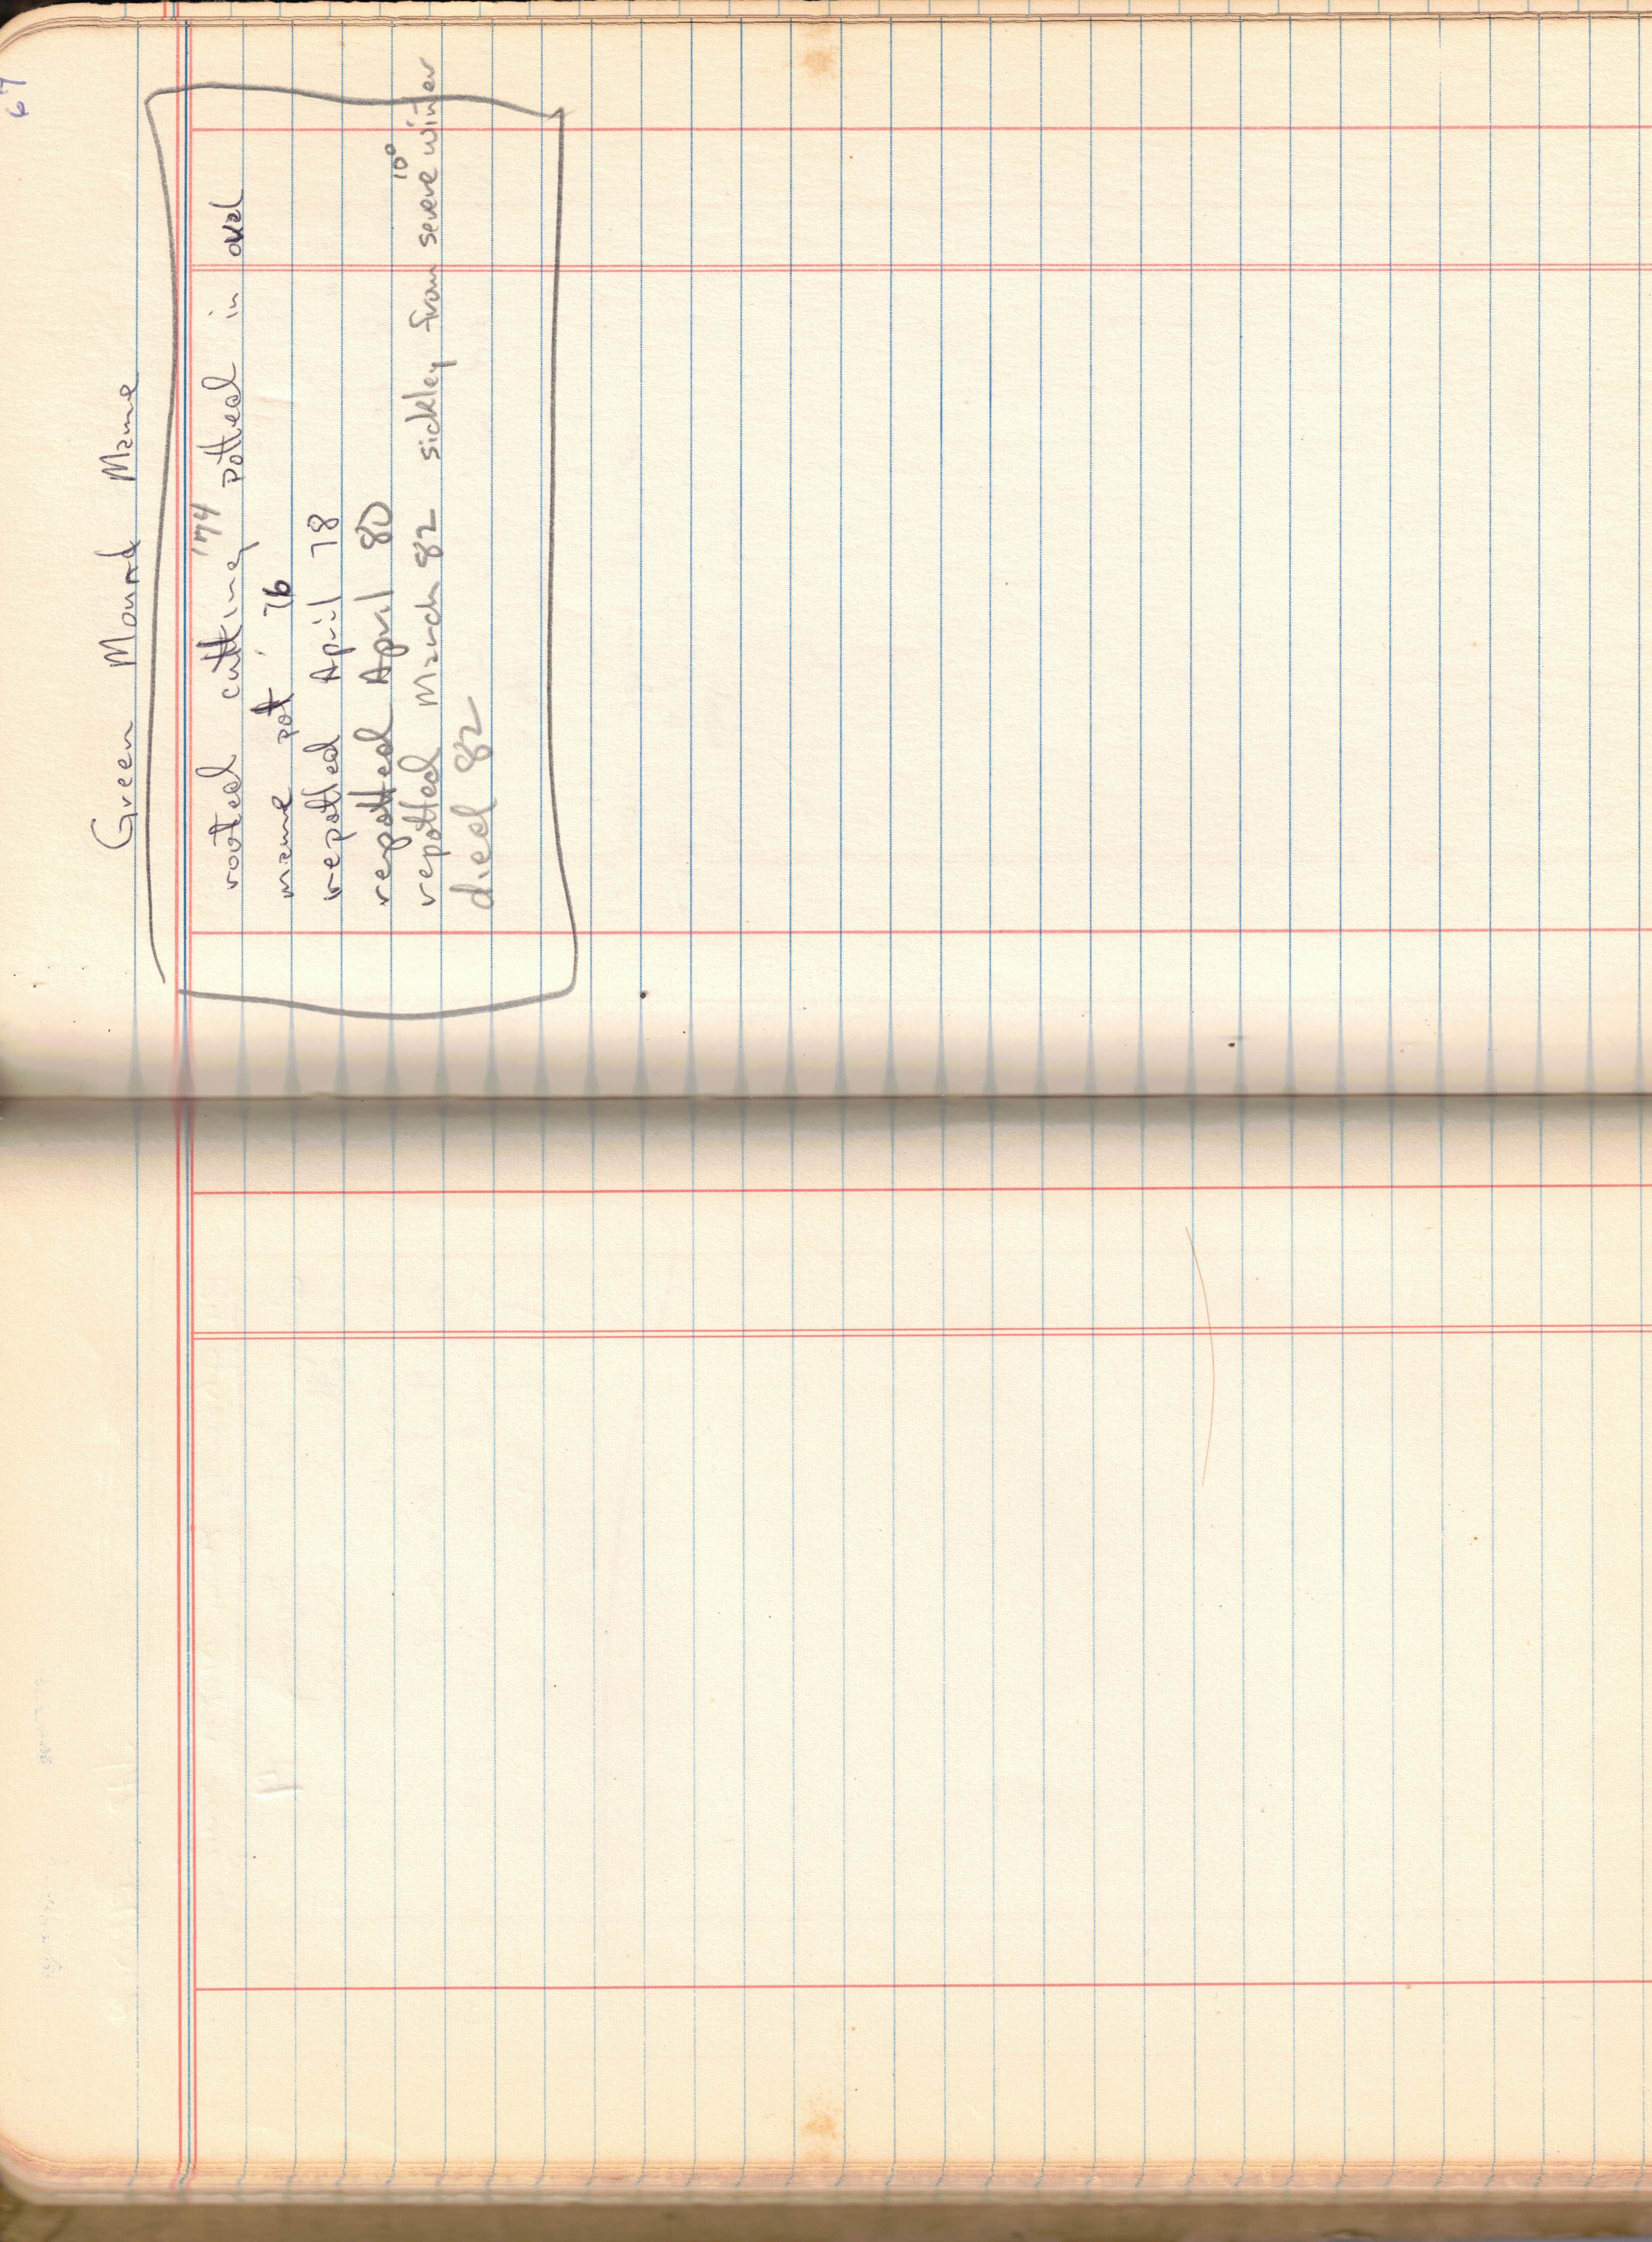 67
Green Mound Mame
rooted cutting '74 potted in oval
mame pot '76
repotted April 78
repotted April 80
repotted March 82 sickley from severe 10° winter
died 82